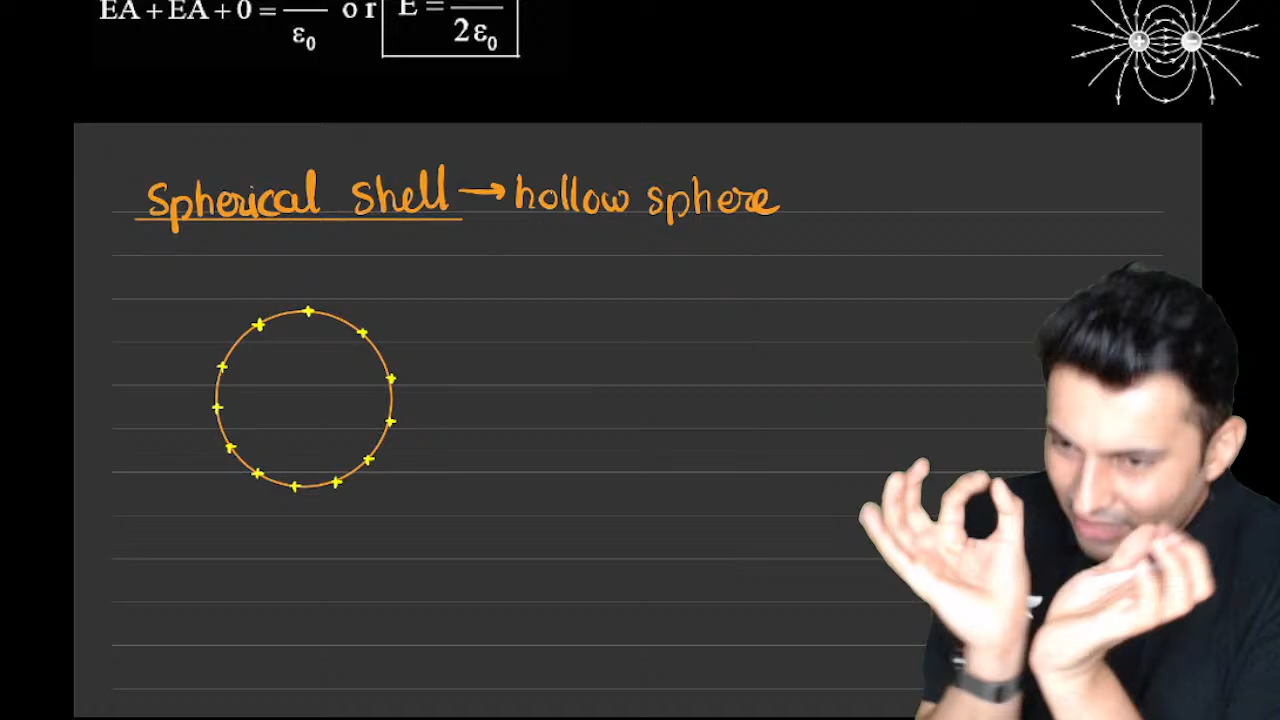 EA + EA + 0 = ― / ε₀ or E = ― / 2ε₀
Spherical shell → hollow sphere